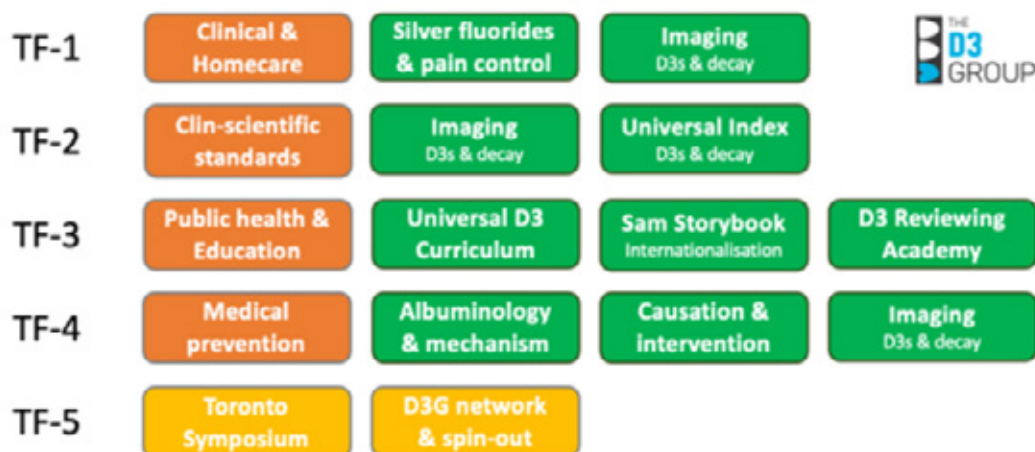 TF-1
Clinical &
Homecare
Silver fluorides
& pain control
Imaging
D3s & decay
THE
D3
GROUP
TF-2
Clin-scientific
standards
Imaging
D3s & decay
Universal Index
D3s & decay
TF-3
Public health &
Education
Universal D3
Curriculum
Sam Storybook
Internationalisation
D3 Reviewing
Academy
TF-4
Medical
prevention
Albuminology
& mechanism
Causation &
intervention
Imaging
D3s & decay
TF-5
Toronto
Symposium
D3G network
& spin-out